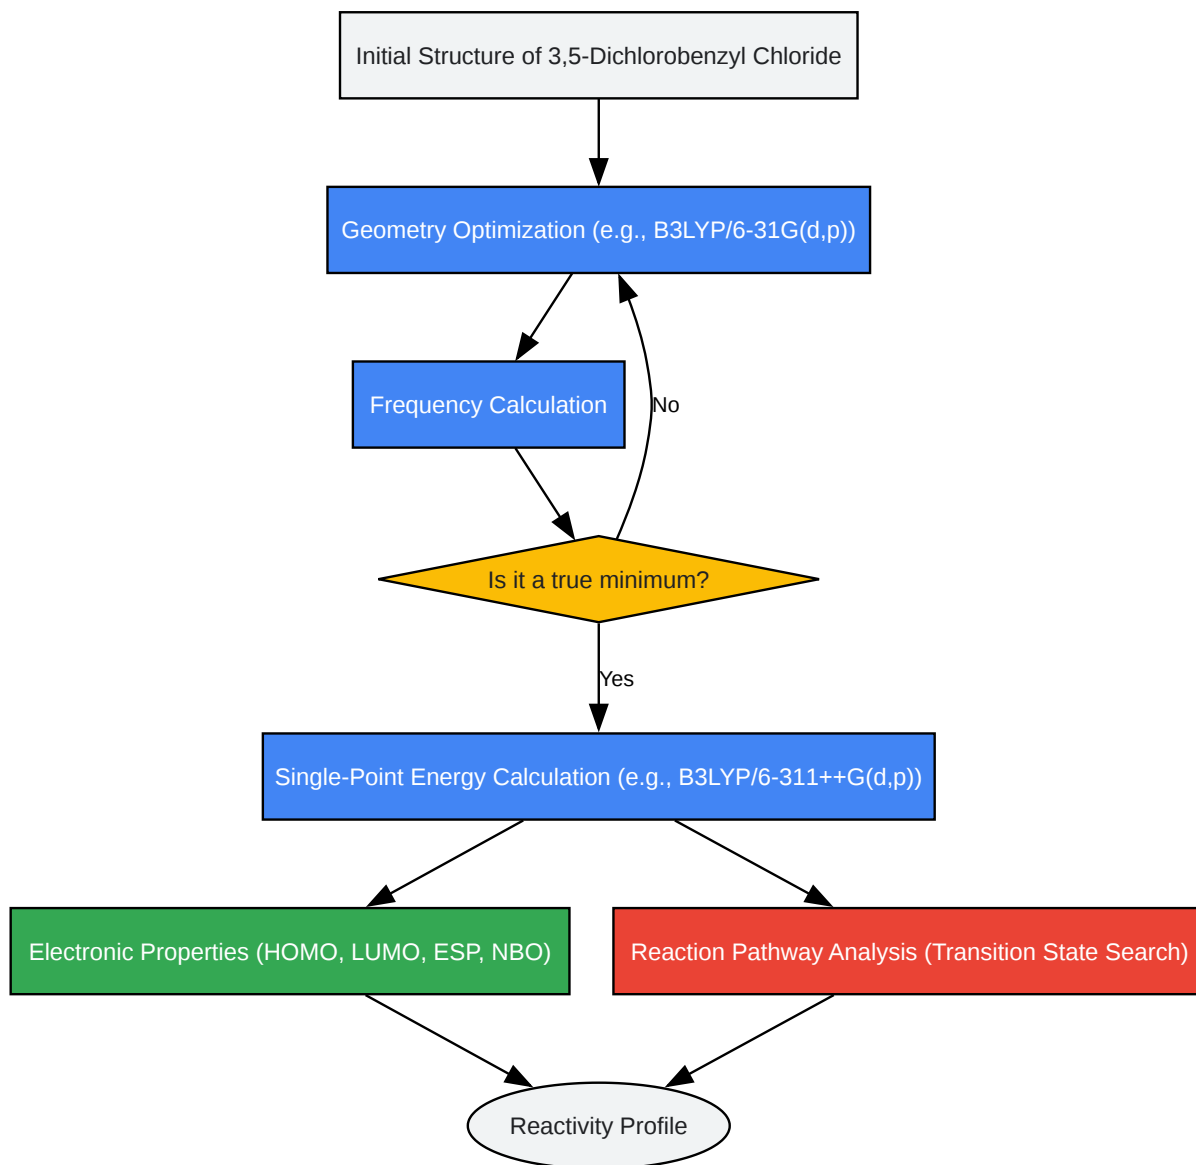 Initial Structure of 3,5-Dichlorobenzyl Chloride
Geometry Optimization (e.g., B3LYP/6-31G(d,p))
Frequency Calculation
No
Is it a true minimum?
Yes
Single-Point Energy Calculation (e.g., B3LYP/6-311++G(d,p))
Electronic Properties (HOMO, LUMO, ESP, NBO)
Reaction Pathway Analysis (Transition State Search)
Reactivity Profile